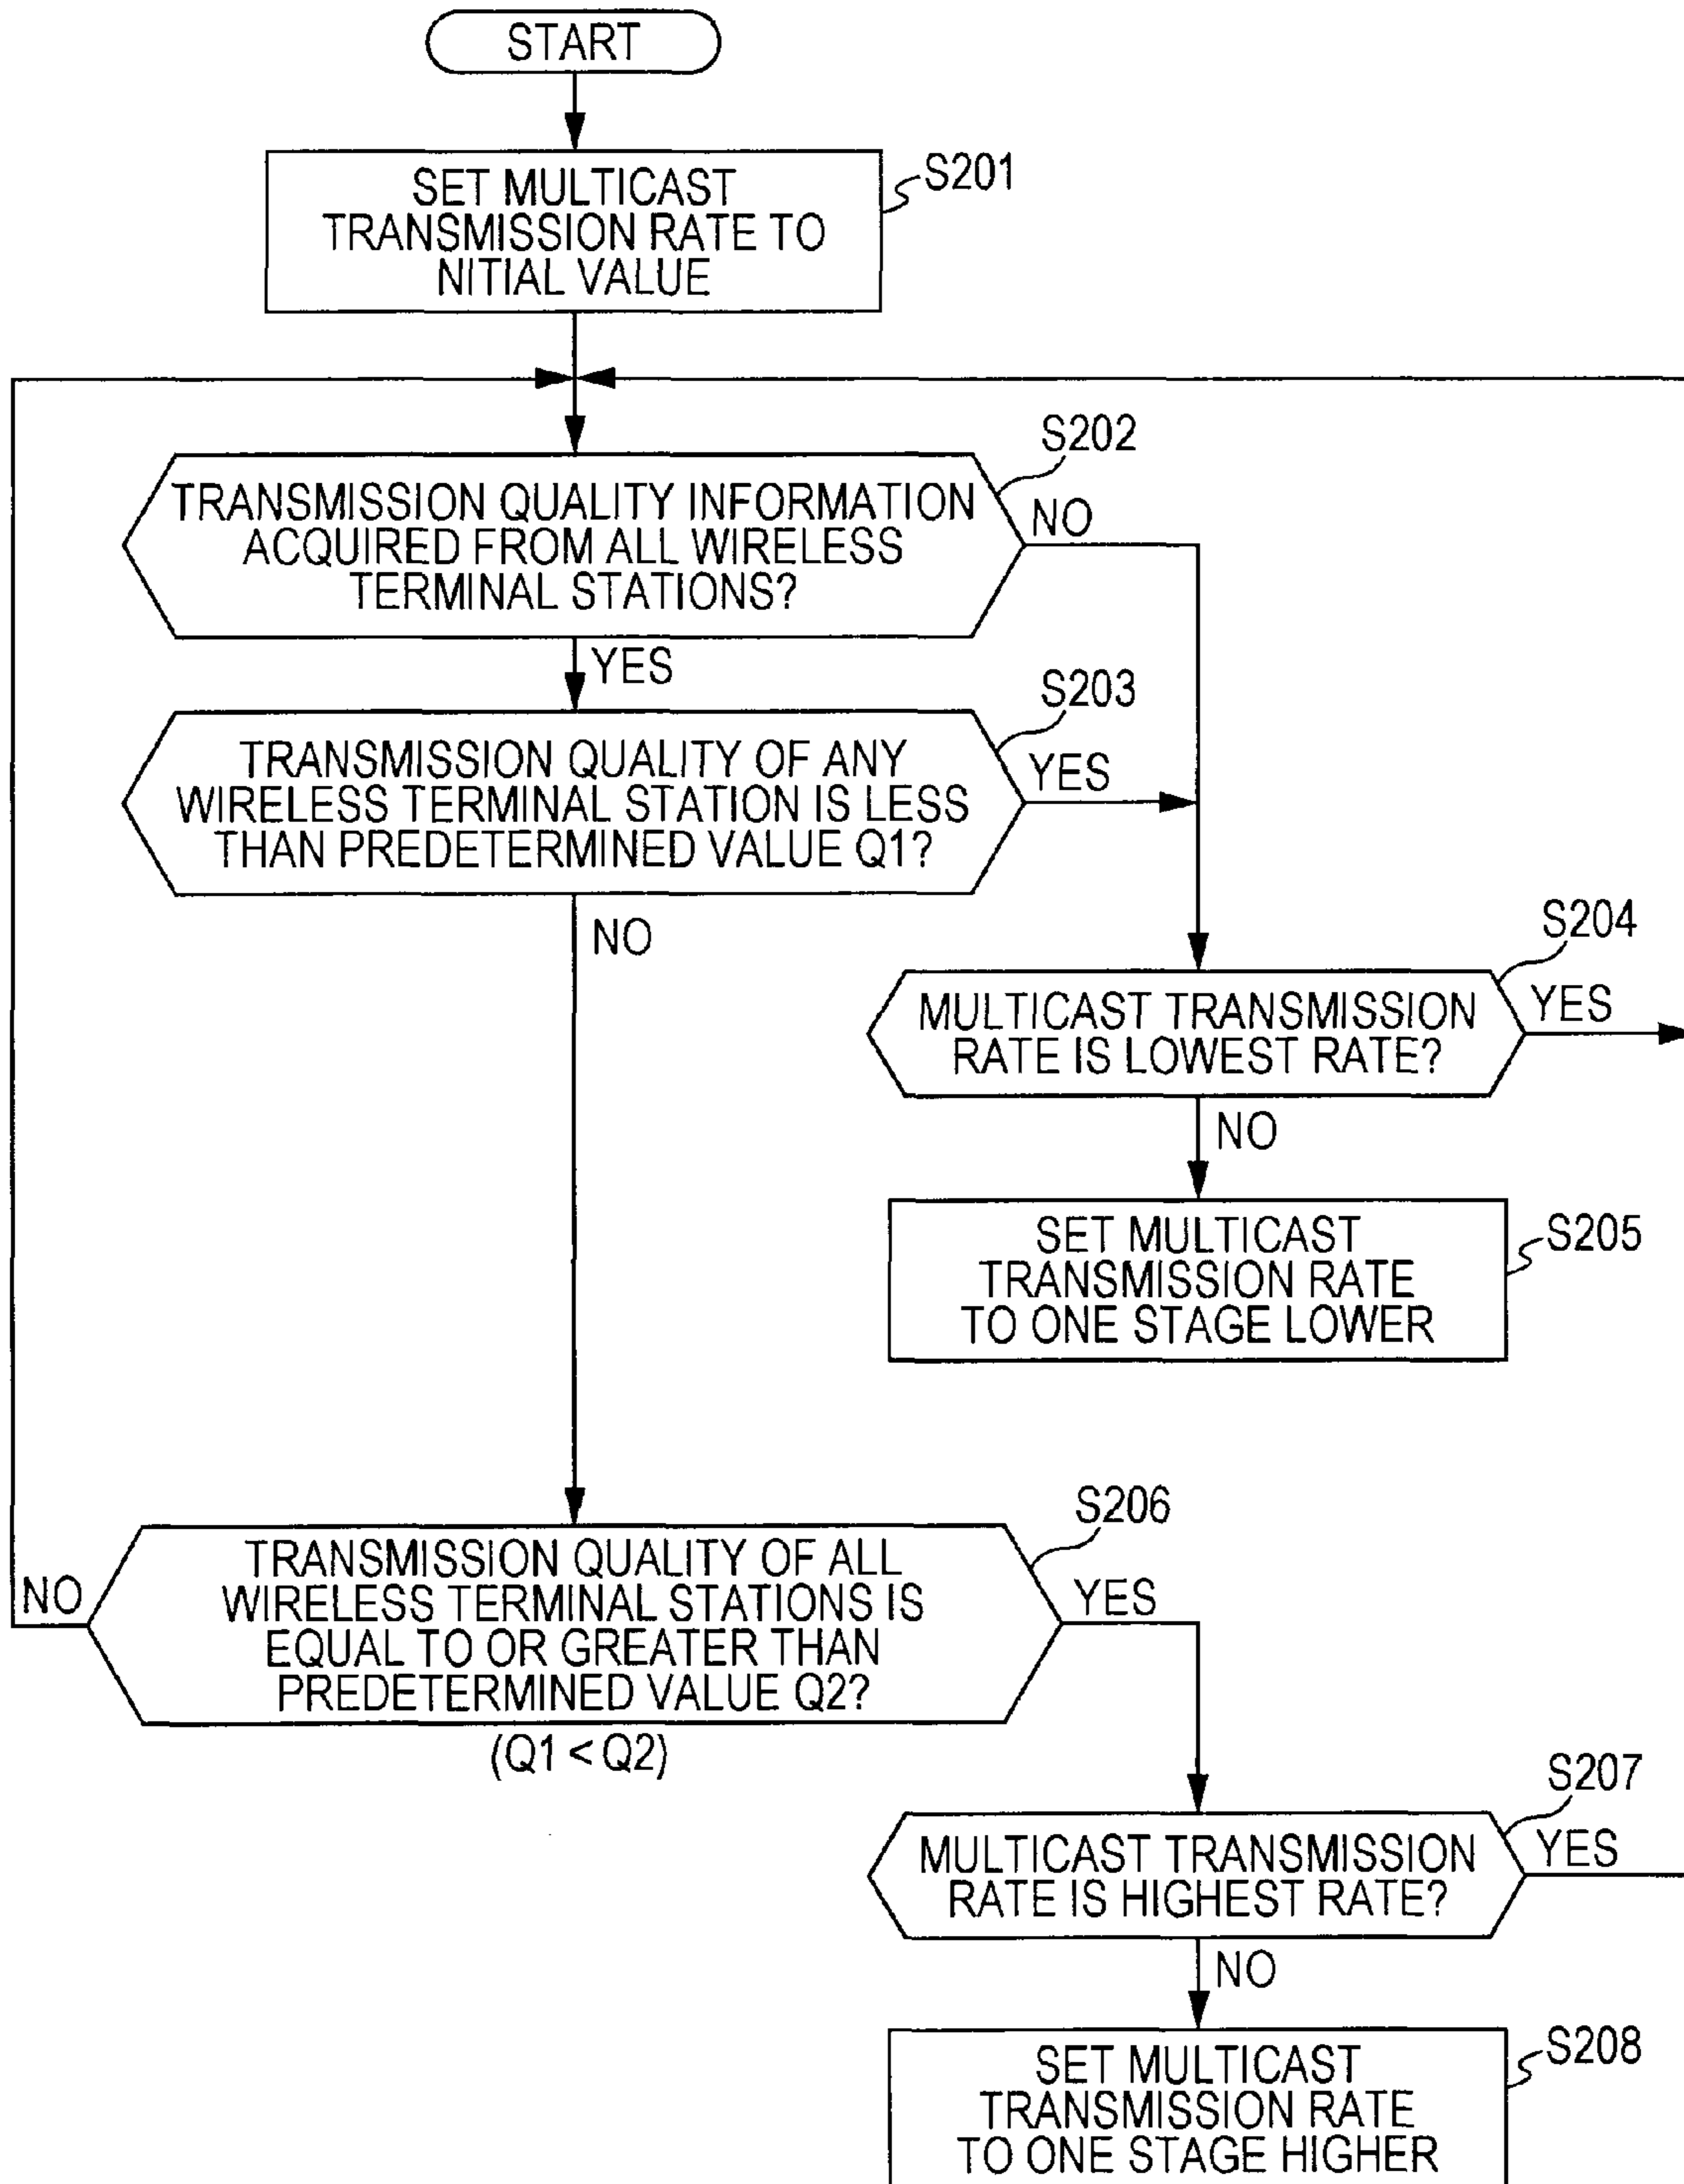 START
SET MULTICAST
TRANSMISSION RATE TO
NITIAL VALUE
S201
S202
TRANSMISSION QUALITY INFORMATION
ACQUIRED FROM ALL WIRELESS
TERMINAL STATIONS?
NO
YES
S203
TRANSMISSION QUALITY OF ANY
WIRELESS TERMINAL STATION IS LESS
THAN PREDETERMINED VALUE Q1?
YES
NO
S204
MULTICAST TRANSMISSION
RATE IS LOWEST RATE?
YES
NO
SET MULTICAST
TRANSMISSION RATE
TO ONE STAGE LOWER
S205
S206
TRANSMISSION QUALITY OF ALL
WIRELESS TERMINAL STATIONS IS
EQUAL TO OR GREATER THAN
PREDETERMINED VALUE Q2?
NO
YES
(Q1 < Q2)
S207
MULTICAST TRANSMISSION
RATE IS HIGHEST RATE?
YES
NO
SET MULTICAST
TRANSMISSION RATE
TO ONE STAGE HIGHER
S208